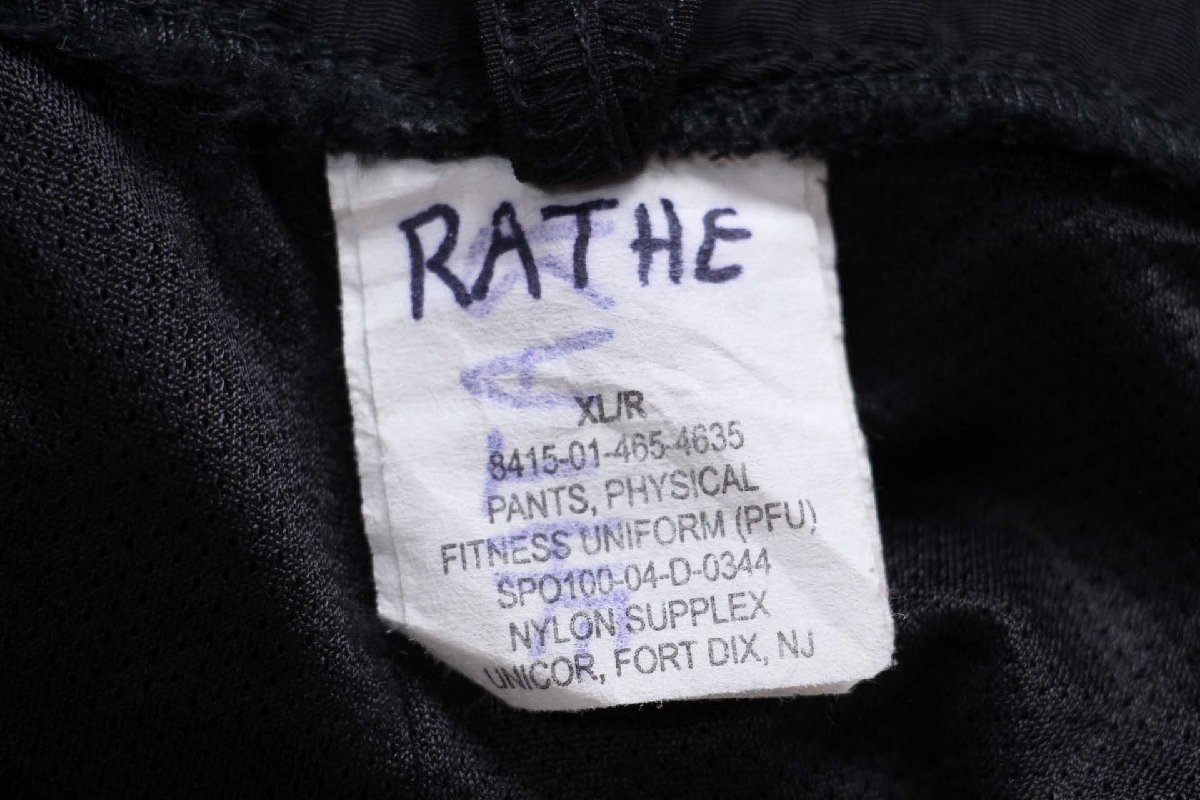 RATHE
XL/R
8415-01-465-4635
PANTS, PHYSICAL
FITNESS UNIFORM (PFU)
SPO100-04-D-0344
NYLON SUPPLEX
UNICOR, FORT DIX, NJ